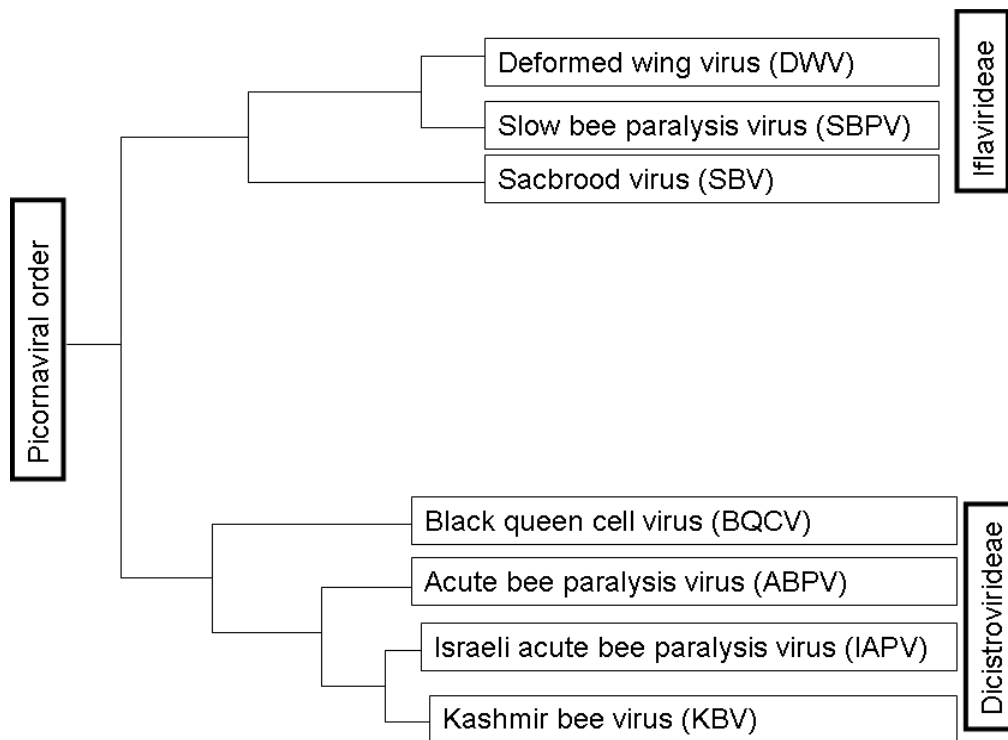 Deformed wing virus (DWV)
Slow bee paralysis virus (SBPV)
Sacbrood virus (SBV)
Iflavirideae
Picornaviral order
Black queen cell virus (BQCV)
Acute bee paralysis virus (ABPV)
Israeli acute bee paralysis virus (IAPV)
Kashmir bee virus (KBV)
Dicistrovirideae